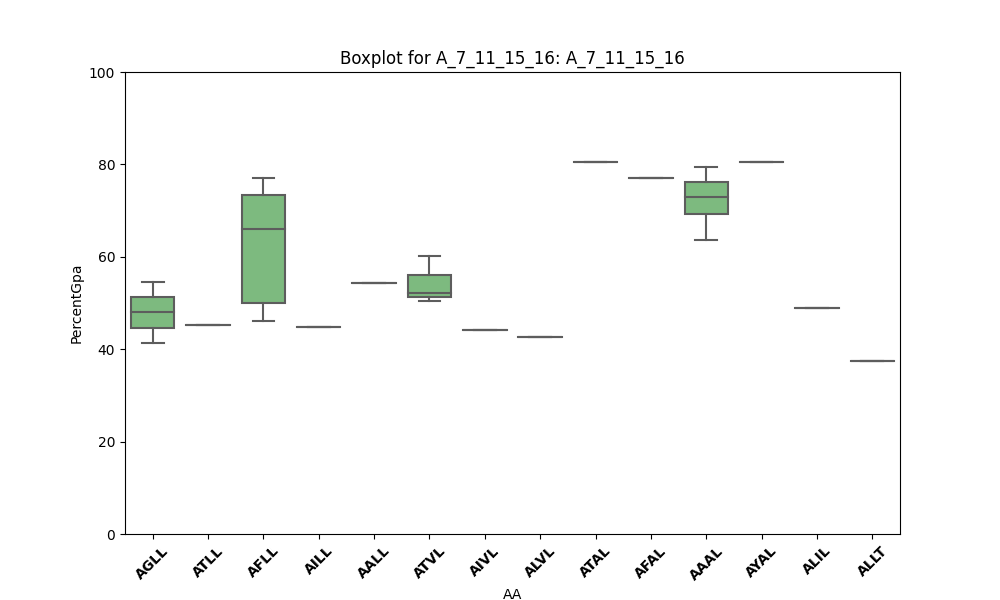 Boxplot for A_7_11_15_16: A_7_11_15_16
100
80
60
40
20
0
PercentGpa
AGLL ATLL AFLL AILL AALL ATVL AIVL ALVL ATAL AFAL AAAL AYAL ALIL ALLT
AA